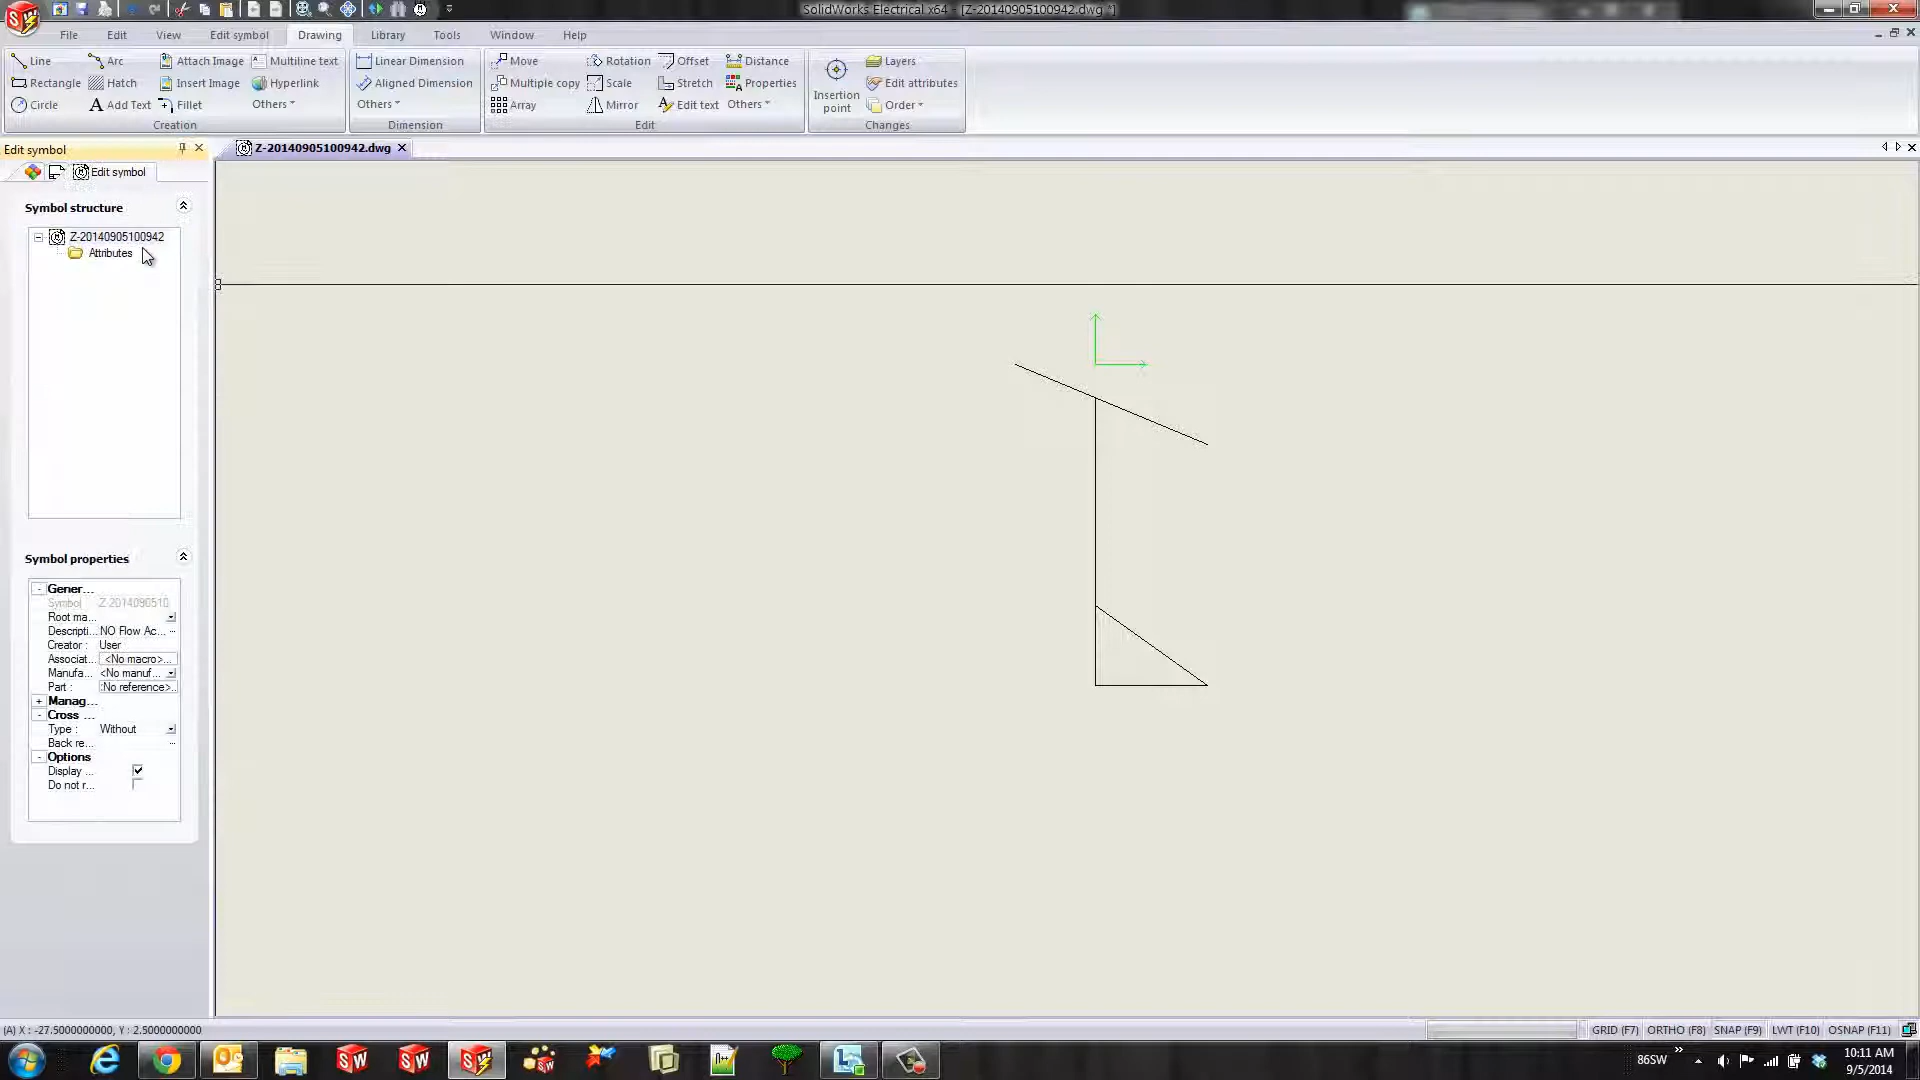 SolidWorks Electrical x64 - [Z-20140905100942.dwg *]
File Edit View Edit symbol Drawing Library Tools Window Help
Line Arc Attach Image Multiline text Linear Dimension Move Rotation Offset Distance Layers
Rectangle Hatch Insert Image Hyperlink Aligned Dimension Multiple copy Scale Stretch Properties Insertion point Edit attributes
Circle A Add Text Fillet Others Others Array Mirror Edit text Others Order
Creation Dimension Edit Changes
Edit symbol
Z-20140905100942.dwg
Edit symbol
Symbol structure
Z-20140905100942
Attributes
Symbol properties
Gener...
Symbol Z-2014090510
Root ma...
Descripti... NO Flow Ac...
Creator : User
Associat... <No macro>...
Manufa... <No manuf...
Part : :No reference>..
Manag...
Cross ...
Type : Without
Back re...
Options
Display ...
Do not r...
(A) X : -27.5000000000, Y : 2.5000000000
GRID (F7) ORTHO (F8) SNAP (F9) LWT (F10) OSNAP (F11)
86SW
10:11 AM
9/5/2014